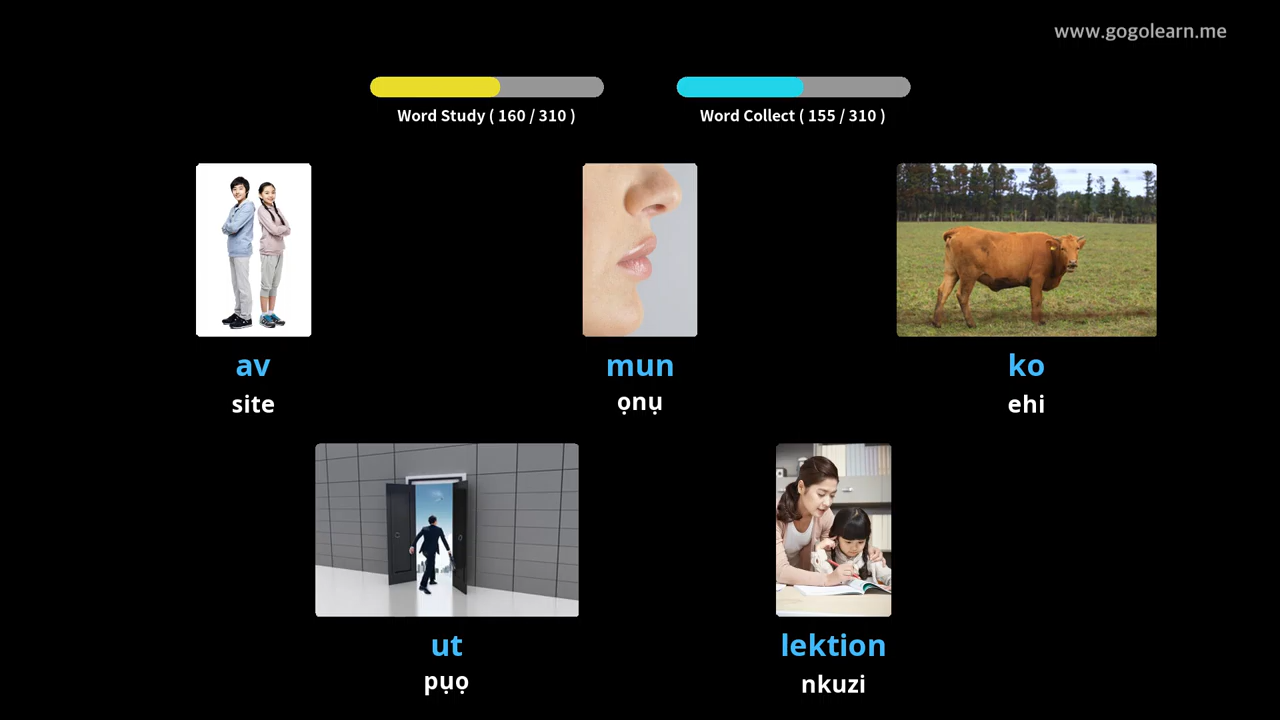 www.gogolearn.me
Word Study ( 160 / 310 )
Word Collect ( 155 / 310 )
av
site
mun
ọnụ
ko
ehi
ut
pụọ
lektion
nkuzi